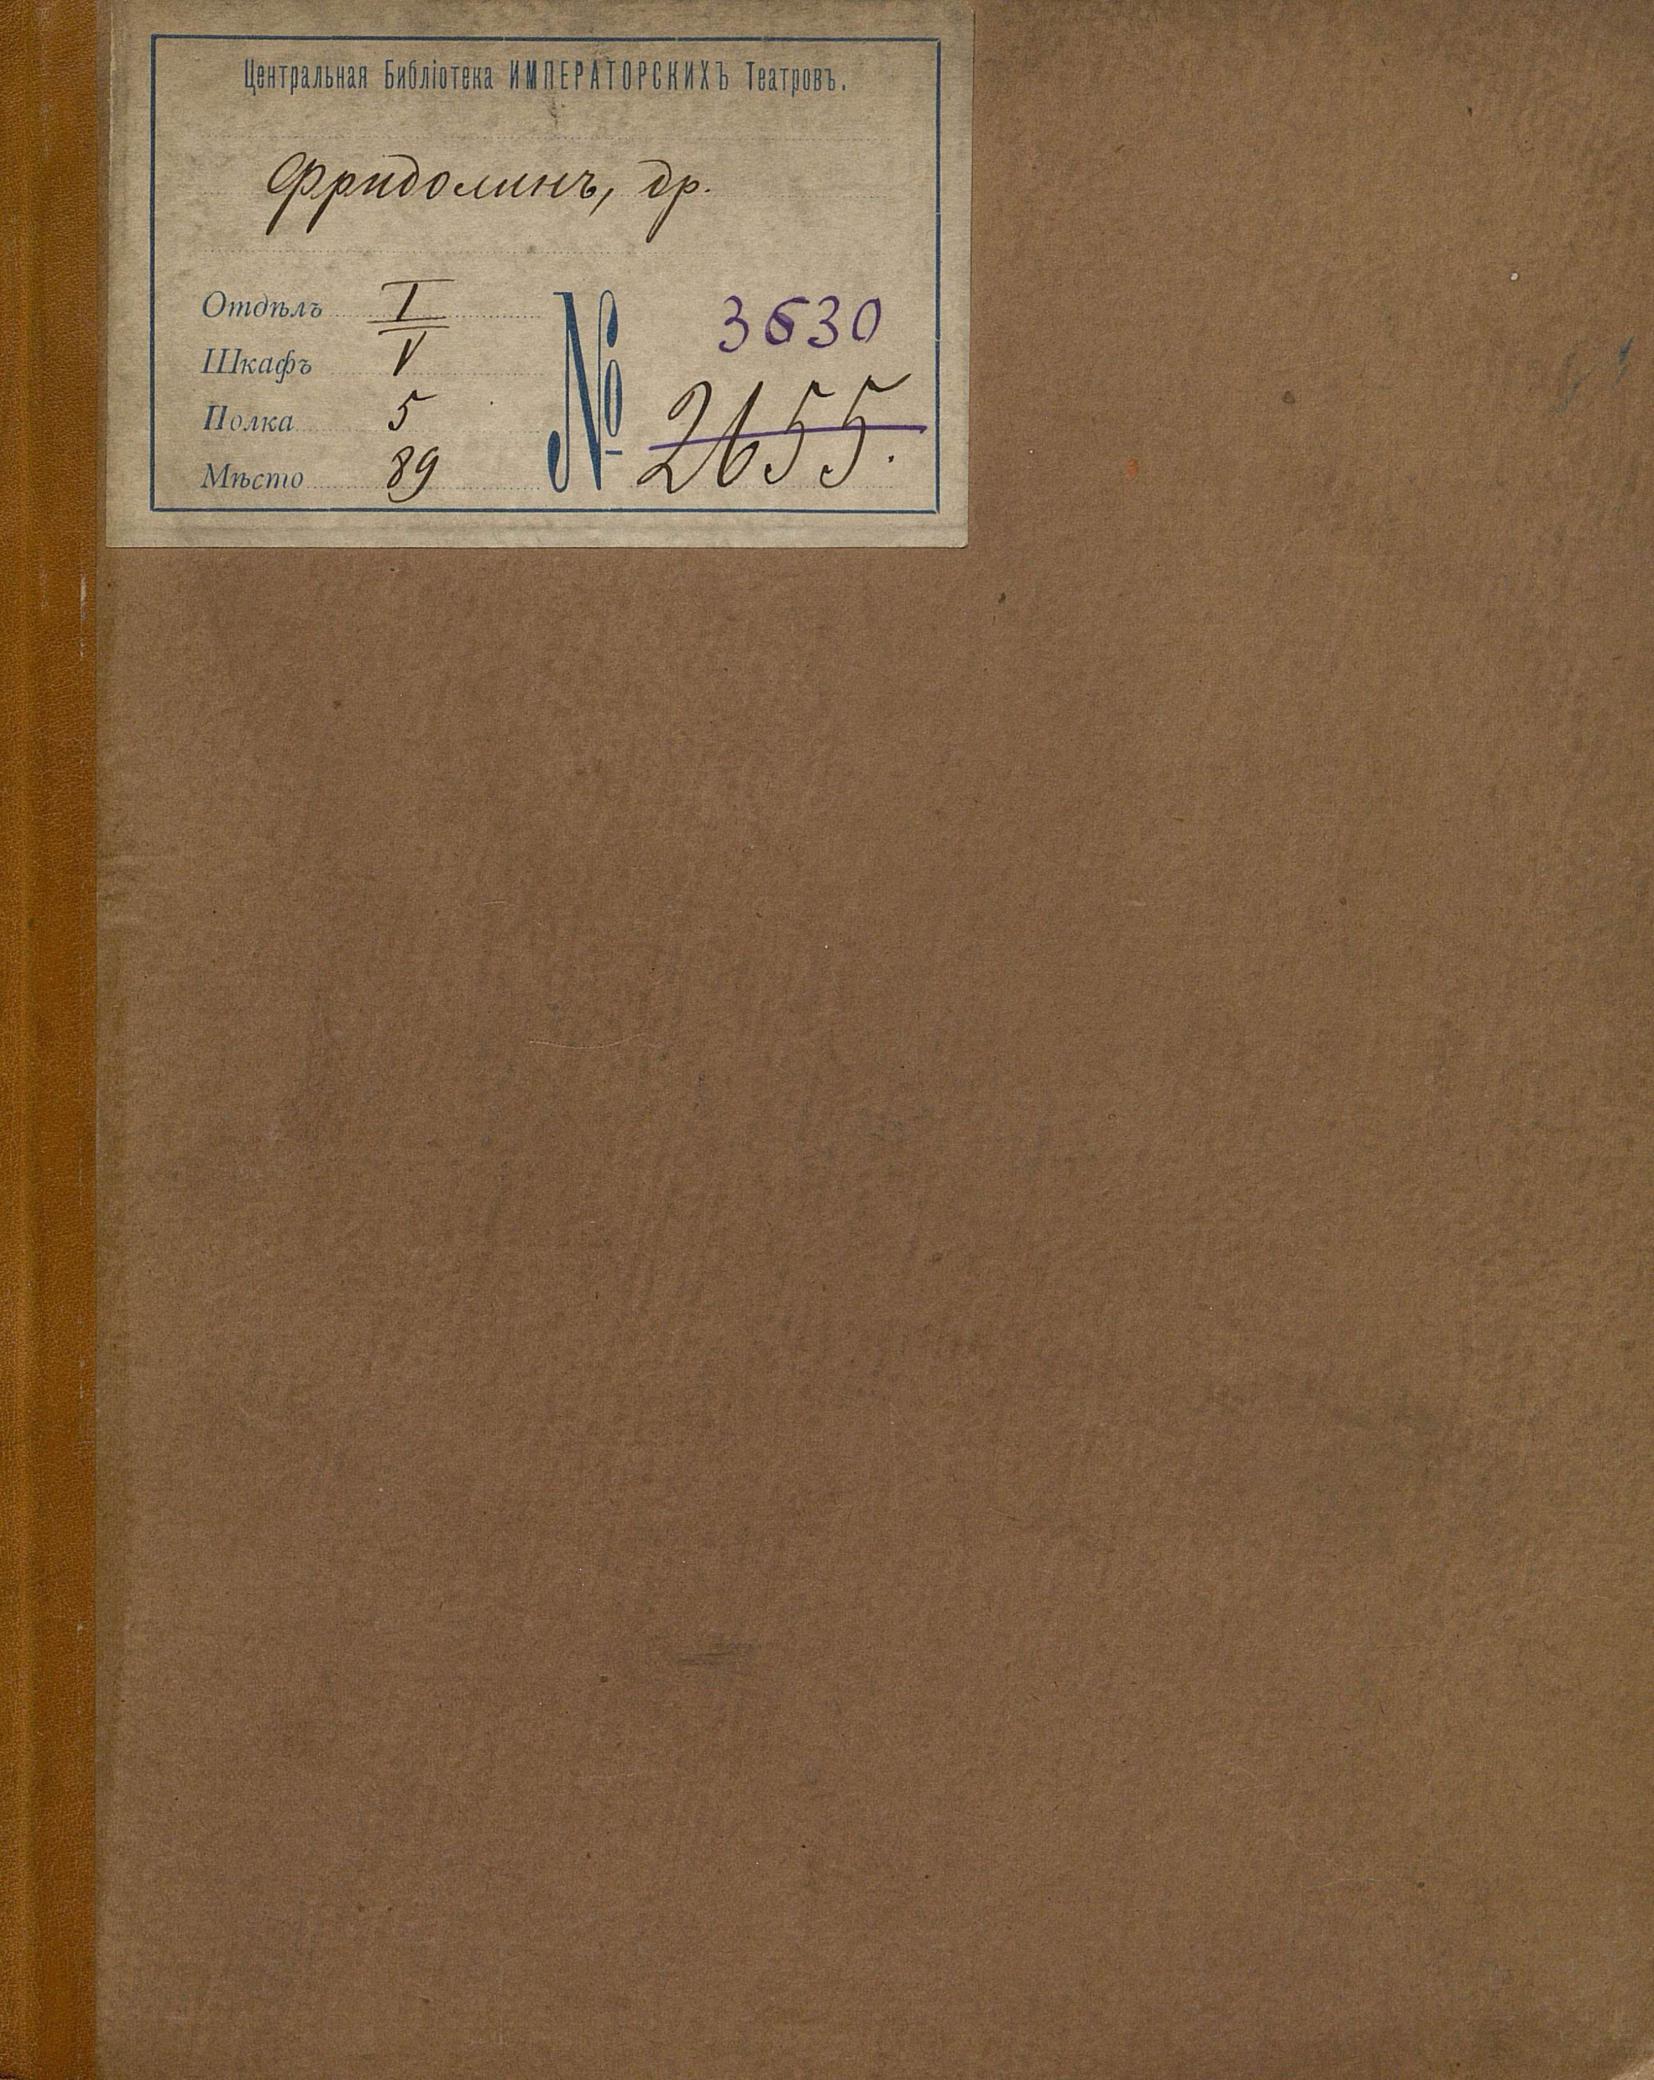 Центральная Библіотека ИМПЕРАТОРСКИХЪ Театровъ.
Фридолинъ, др.
Отдѣлъ I
Шкафъ V
Полка 5
Мѣсто 89
№ 3630
2655.